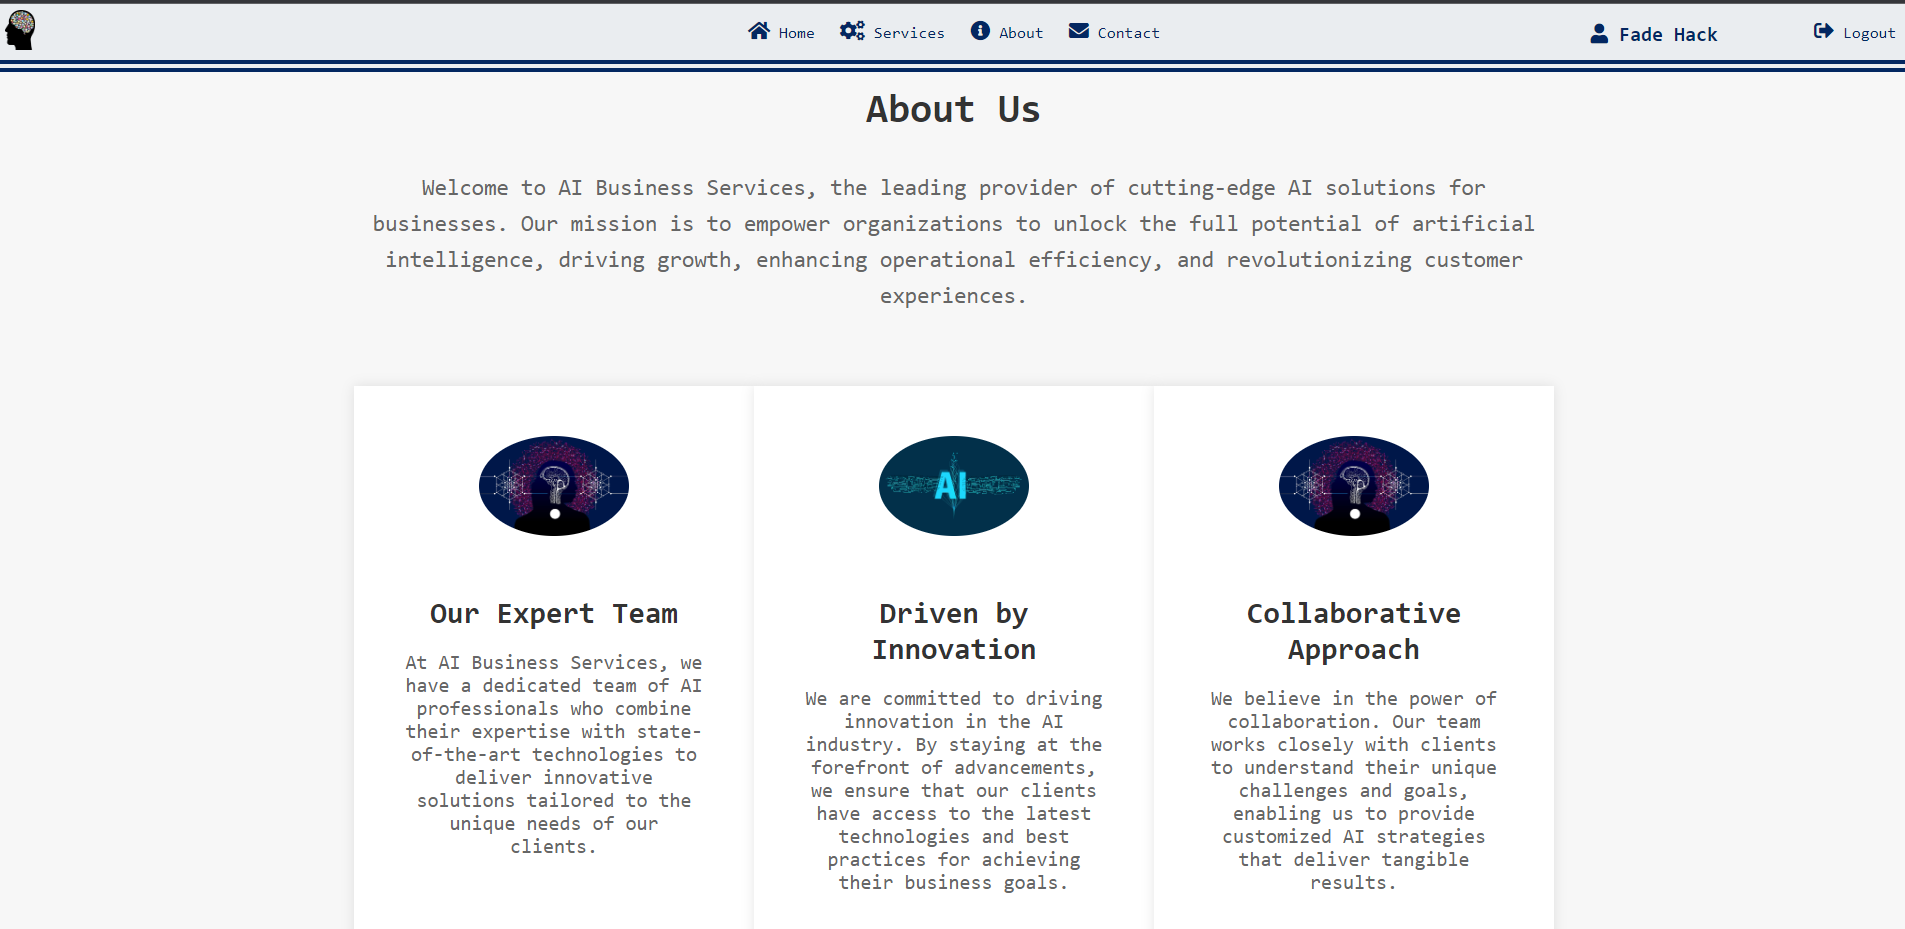 Home Services About Contact Fade Hack Logout
About Us
Welcome to AI Business Services, the leading provider of cutting-edge AI solutions for
businesses. Our mission is to empower organizations to unlock the full potential of artificial
intelligence, driving growth, enhancing operational efficiency, and revolutionizing customer
experiences.
AI
Our Expert Team
At AI Business Services, we
have a dedicated team of AI
professionals who combine
their expertise with state-
of-the-art technologies to
deliver innovative
solutions tailored to the
unique needs of our
clients.
Driven by
Innovation
We are committed to driving
innovation in the AI
industry. By staying at the
forefront of advancements,
we ensure that our clients
have access to the latest
technologies and best
practices for achieving
their business goals.
Collaborative
Approach
We believe in the power of
collaboration. Our team
works closely with clients
to understand their unique
challenges and goals,
enabling us to provide
customized AI strategies
that deliver tangible
results.